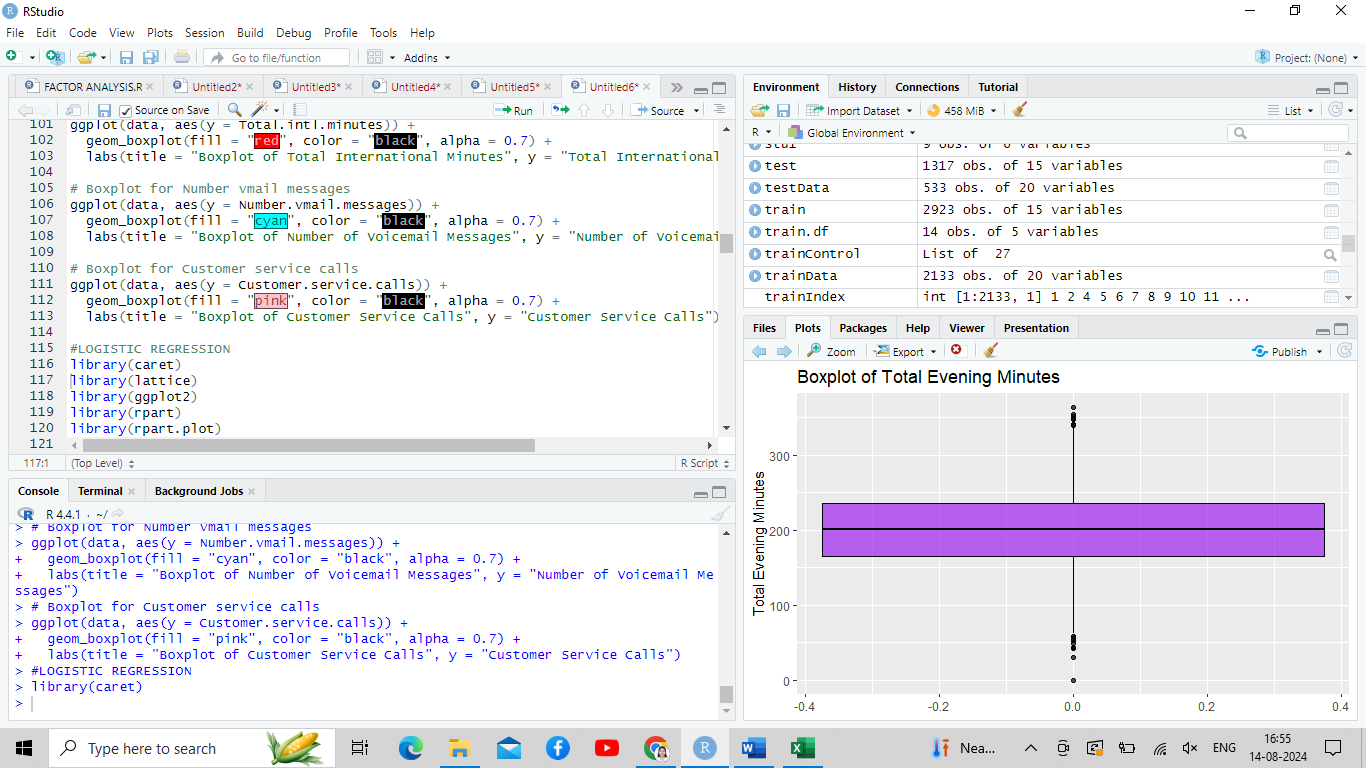 RStudio
File Edit Code View Plots Session Build Debug Profile Tools Help
Go to file/function Addins Project: (None)
FACTOR ANALYSIS.R Untitled2* Untitled3* Untitled4* Untitled5* Untitled6*
Source on Save Run Source
101 ggplot(data, aes(y = Total.intl.minutes)) +
102 geom_boxplot(fill = "red", color = "black", alpha = 0.7) +
103 labs(title = "Boxplot of Total International Minutes", y = "Total International
104
105 # Boxplot for Number vmail messages
106 ggplot(data, aes(y = Number.vmail.messages)) +
107 geom_boxplot(fill = "cyan", color = "black", alpha = 0.7) +
108 labs(title = "Boxplot of Number of Voicemail Messages", y = "Number of Voicemai
109
110 # Boxplot for Customer service calls
111 ggplot(data, aes(y = Customer.service.calls)) +
112 geom_boxplot(fill = "pink", color = "black", alpha = 0.7) +
113 labs(title = "Boxplot of Customer Service Calls", y = "Customer Service Calls")
114
115 #LOGISTIC REGRESSION
116 library(caret)
117 library(lattice)
118 library(ggplot2)
119 library(rpart)
120 library(rpart.plot)
121
117:1 (Top Level) R Script
Console Terminal Background Jobs
R 4.4.1 · ~/
> # Boxplot for Number vmail messages
> ggplot(data, aes(y = Number.vmail.messages)) +
+ geom_boxplot(fill = "cyan", color = "black", alpha = 0.7) +
+ labs(title = "Boxplot of Number of Voicemail Messages", y = "Number of Voicemail Me
ssages")
> # Boxplot for Customer service calls
> ggplot(data, aes(y = Customer.service.calls)) +
+ geom_boxplot(fill = "pink", color = "black", alpha = 0.7) +
+ labs(title = "Boxplot of Customer Service Calls", y = "Customer Service Calls")
> #LOGISTIC REGRESSION
> library(caret)
>
Environment History Connections Tutorial
Import Dataset 458 MiB List
R Global Environment
test 1317 obs. of 15 variables
testData 533 obs. of 20 variables
train 2923 obs. of 15 variables
train.df 14 obs. of 5 variables
trainControl List of 27
trainData 2133 obs. of 20 variables
trainIndex int [1:2133, 1] 1 2 4 5 6 7 8 9 10 11 ...
Files Plots Packages Help Viewer Presentation
Zoom Export Publish
Boxplot of Total Evening Minutes
Total Evening Minutes
300
200
100
0
-0.4 -0.2 0.0 0.2 0.4
Type here to search
Nea... ENG 16:55
14-08-2024